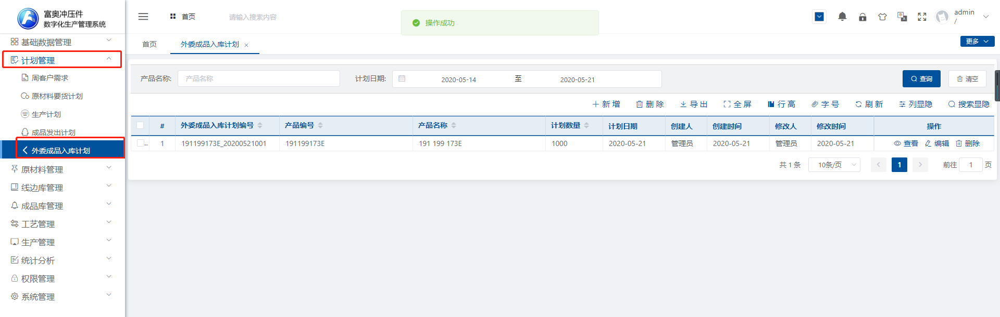 富奥冲压件
数字化生产管理系统
首页
请输入搜索内容
操作成功
admin
/
基础数据管理
计划管理
周客户需求
原材料要货计划
生产计划
成品发出计划
外委成品入库计划
原材料管理
线边库管理
成品库管理
工艺管理
生产管理
统计分析
权限管理
系统管理
首页 外委成品入库计划 ×
更多
产品名称: 产品名称 计划日期: 2020-05-14 至 2020-05-21 查询 清空
新增 删除 导出 全屏 行高 字号 刷新 列显隐 搜索显隐
# 外委成品入库计划编号 产品编号 产品名称 计划数量 计划日期 创建人 创建时间 修改人 修改时间 操作
1 191199173E_20200521001 191199173E 191 199 173E 1000 2020-05-21 管理员 2020-05-21 管理员 2020-05-21 查看 编辑 删除
共 1 条 10条/页 1 前往 1 页